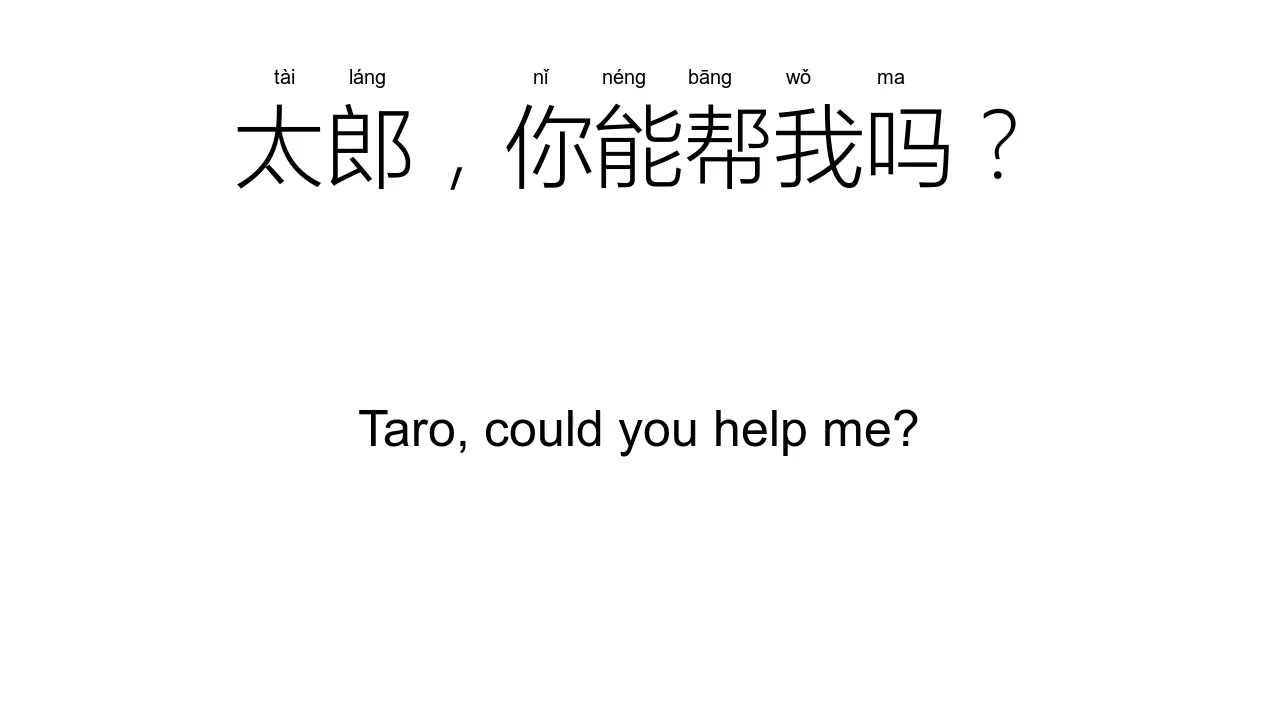 tài láng nǐ néng bāng wǒ ma
太郎，你能帮我吗？
Taro, could you help me?